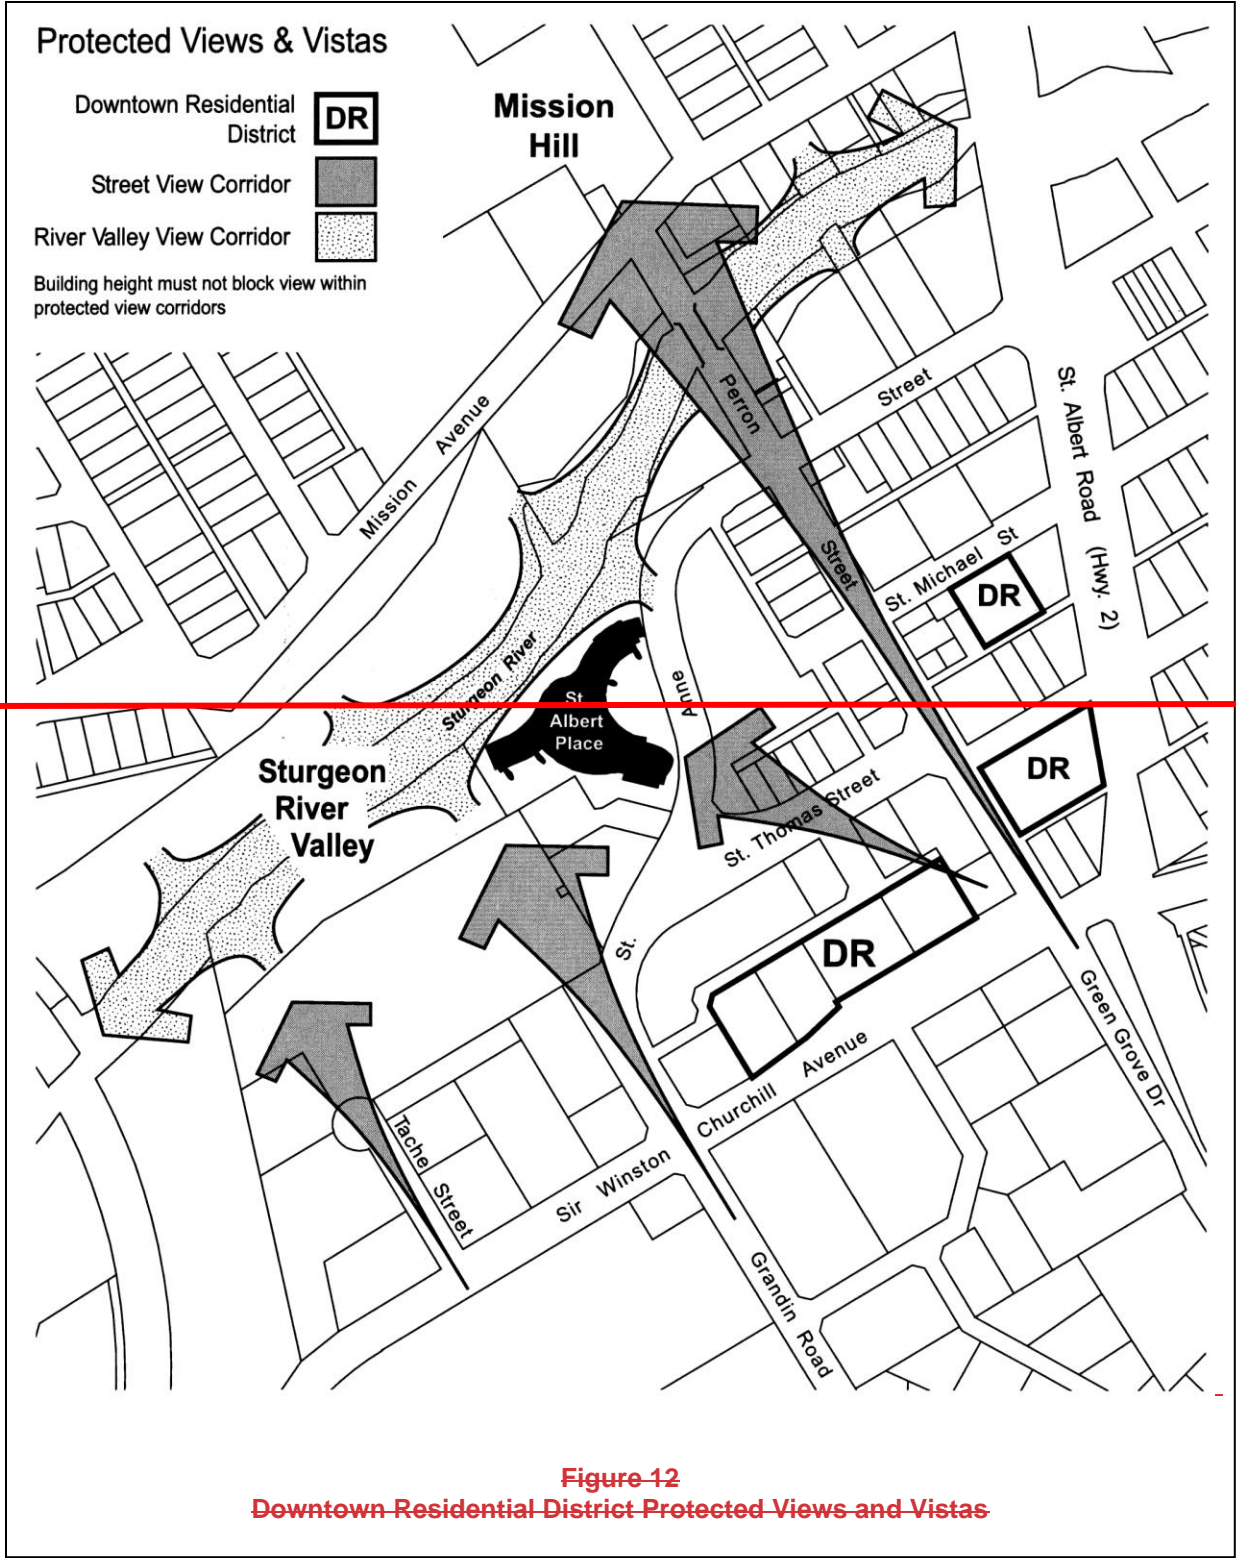 Protected Views & Vistas
Downtown Residential
District
DR
Street View Corridor
River Valley View Corridor
Building height must not block view within
protected view corridors
Mission
Hill
Mission Avenue
Perron Street
Street
St. Albert Road (Hwy. 2)
St. Michael St
DR
Sturgeon River
St.
Albert
Place
St. Anne
DR
Sturgeon
River
Valley
St. Thomas Street
DR
Green Grove Dr
Sir Winston Churchill Avenue
Tache Street
Grandin Road
Figure 12
Downtown Residential District Protected Views and Vistas